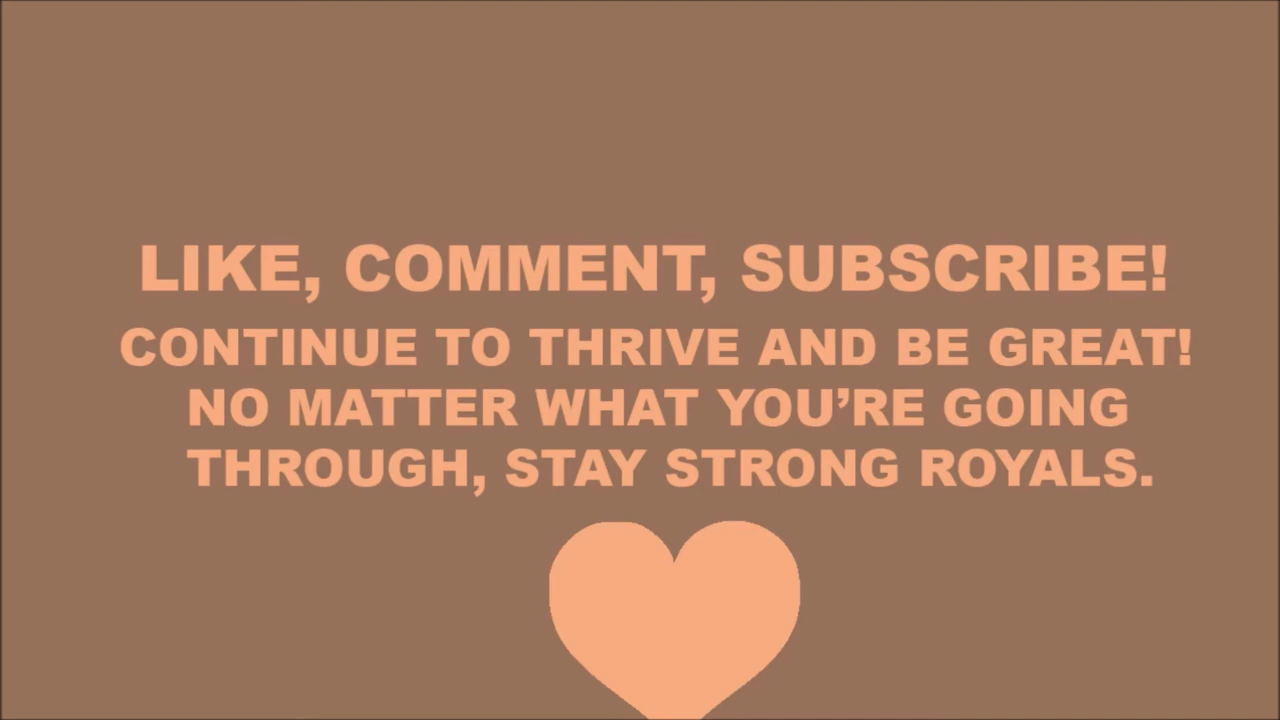 LIKE, COMMENT, SUBSCRIBE!
CONTINUE TO THRIVE AND BE GREAT!
NO MATTER WHAT YOU’RE GOING
THROUGH, STAY STRONG ROYALS.